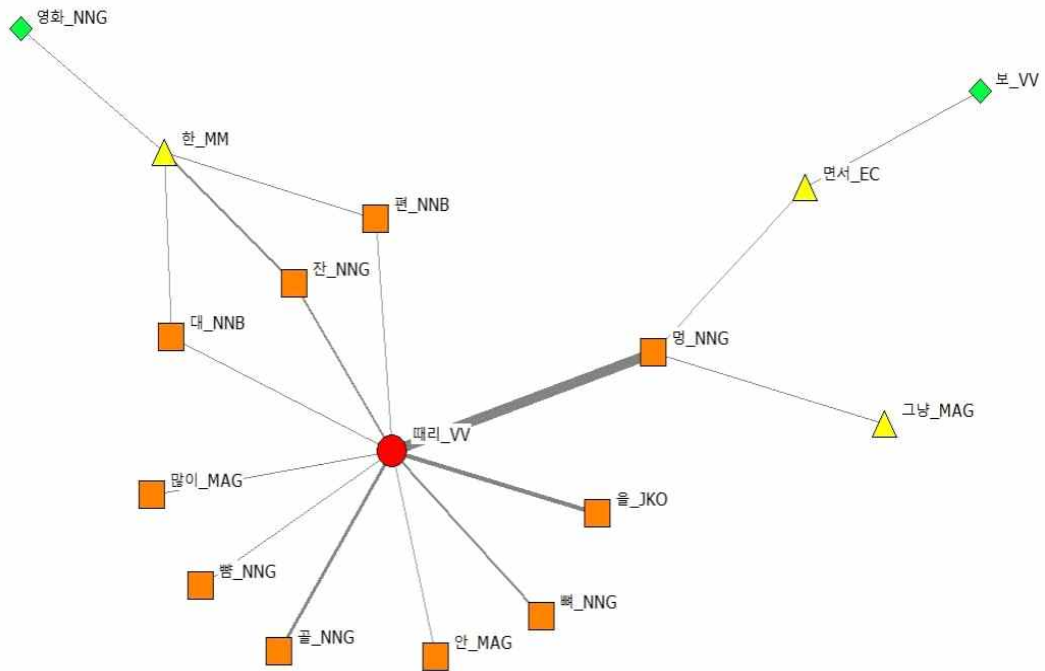 영화_NNG
보_VV
한_MM
면서_EC
편_NNB
잔_NNG
대_NNB
멍_NNG
그냥_MAG
때리_VV
많이_MAG
을_JKO
뺨_NNG
뼈_NNG
골_NNG
안_MAG